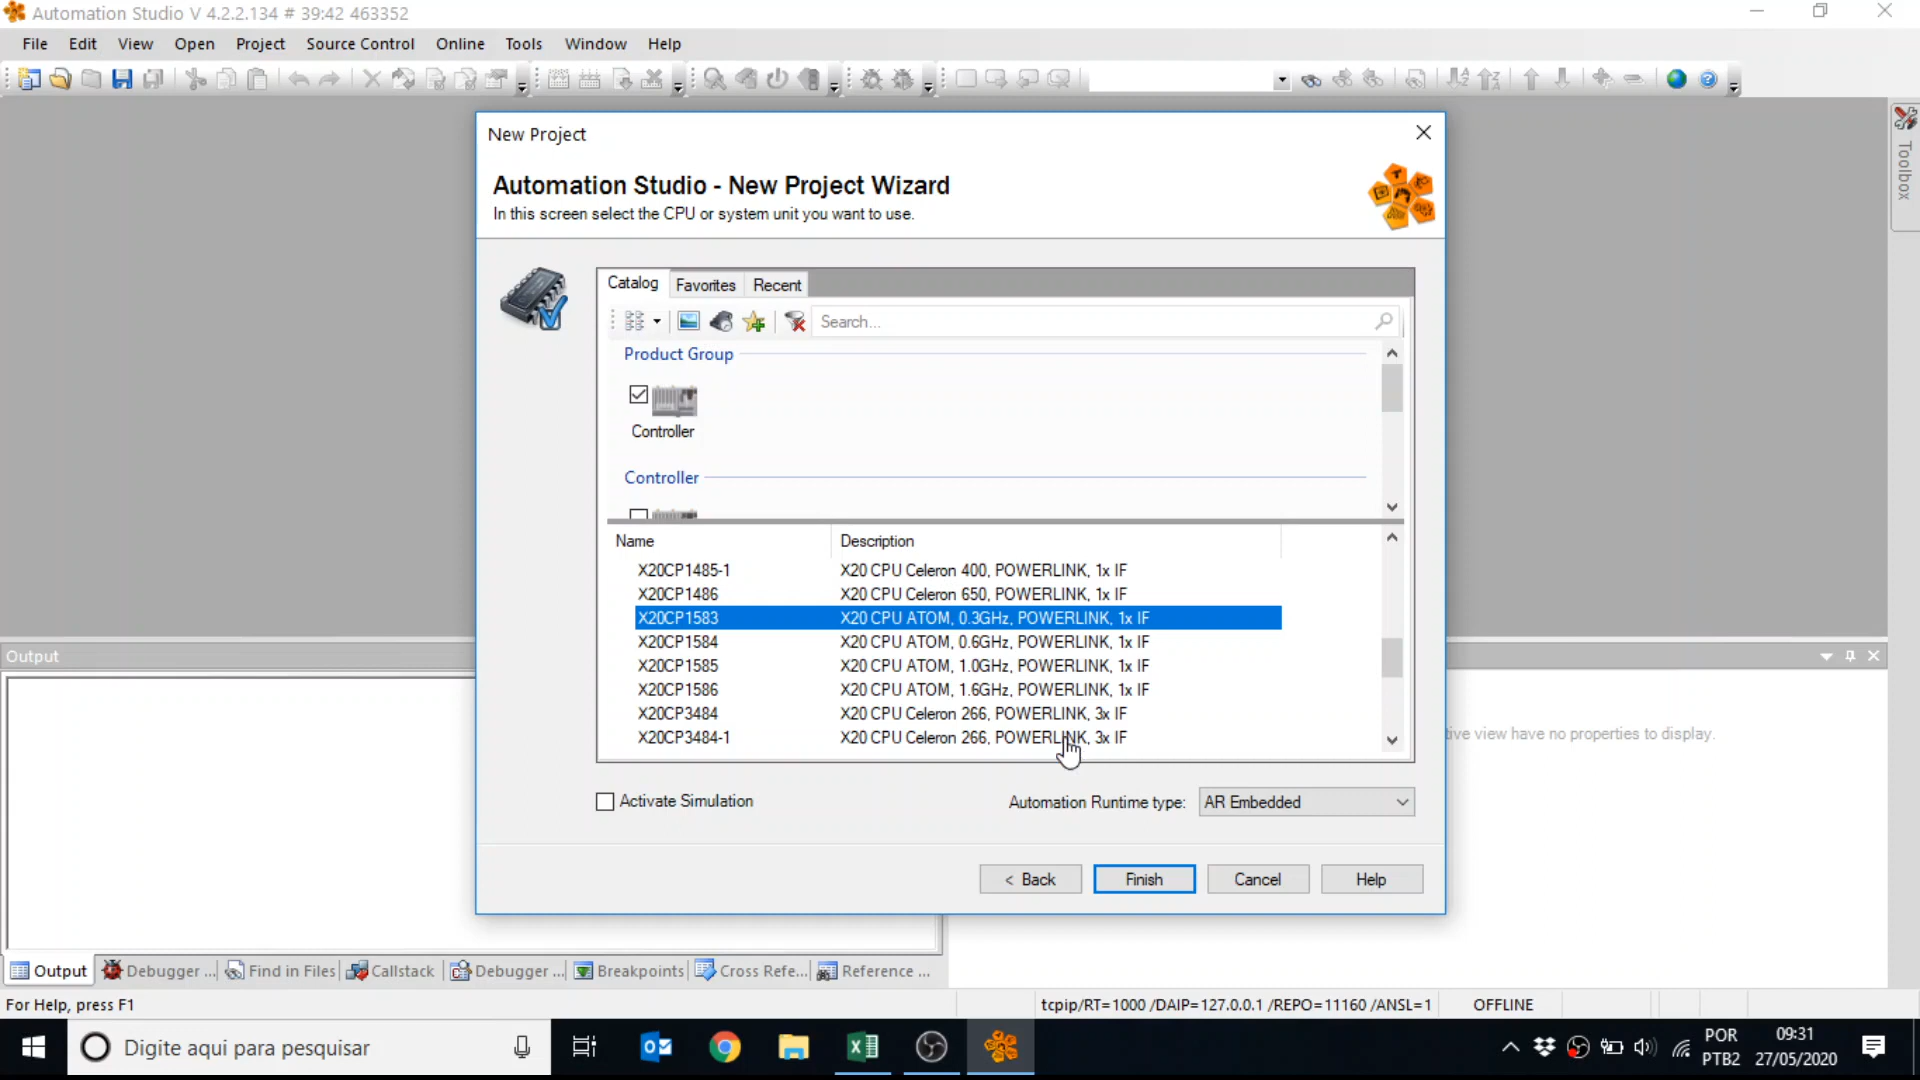 Automation Studio V 4.2.2.134 # 39:42 463352
File Edit View Open Project Source Control Online Tools Window Help
Toolbox
New Project
Automation Studio - New Project Wizard
In this screen select the CPU or system unit you want to use.
Catalog Favorites Recent
Search...
Product Group
Controller
Controller
Name Description
X20CP1485-1 X20 CPU Celeron 400, POWERLINK, 1x IF
X20CP1486 X20 CPU Celeron 650, POWERLINK, 1x IF
X20CP1583 X20 CPU ATOM, 0.3GHz, POWERLINK, 1x IF
X20CP1584 X20 CPU ATOM, 0.6GHz, POWERLINK, 1x IF
X20CP1585 X20 CPU ATOM, 1.0GHz, POWERLINK, 1x IF
X20CP1586 X20 CPU ATOM, 1.6GHz, POWERLINK, 1x IF
X20CP3484 X20 CPU Celeron 266, POWERLINK, 3x IF
X20CP3484-1 X20 CPU Celeron 266, POWERLINK, 3x IF
Activate Simulation Automation Runtime type: AR Embedded
< Back Finish Cancel Help
Output
tive view have no properties to display.
Output Debugger ... Find in Files Callstack Debugger ... Breakpoints Cross Refe... Reference ...
For Help, press F1 tcpip/RT=1000 /DAIP=127.0.0.1 /REPO=11160 /ANSL=1 OFFLINE
Digite aqui para pesquisar
POR 09:31
PTB2 27/05/2020